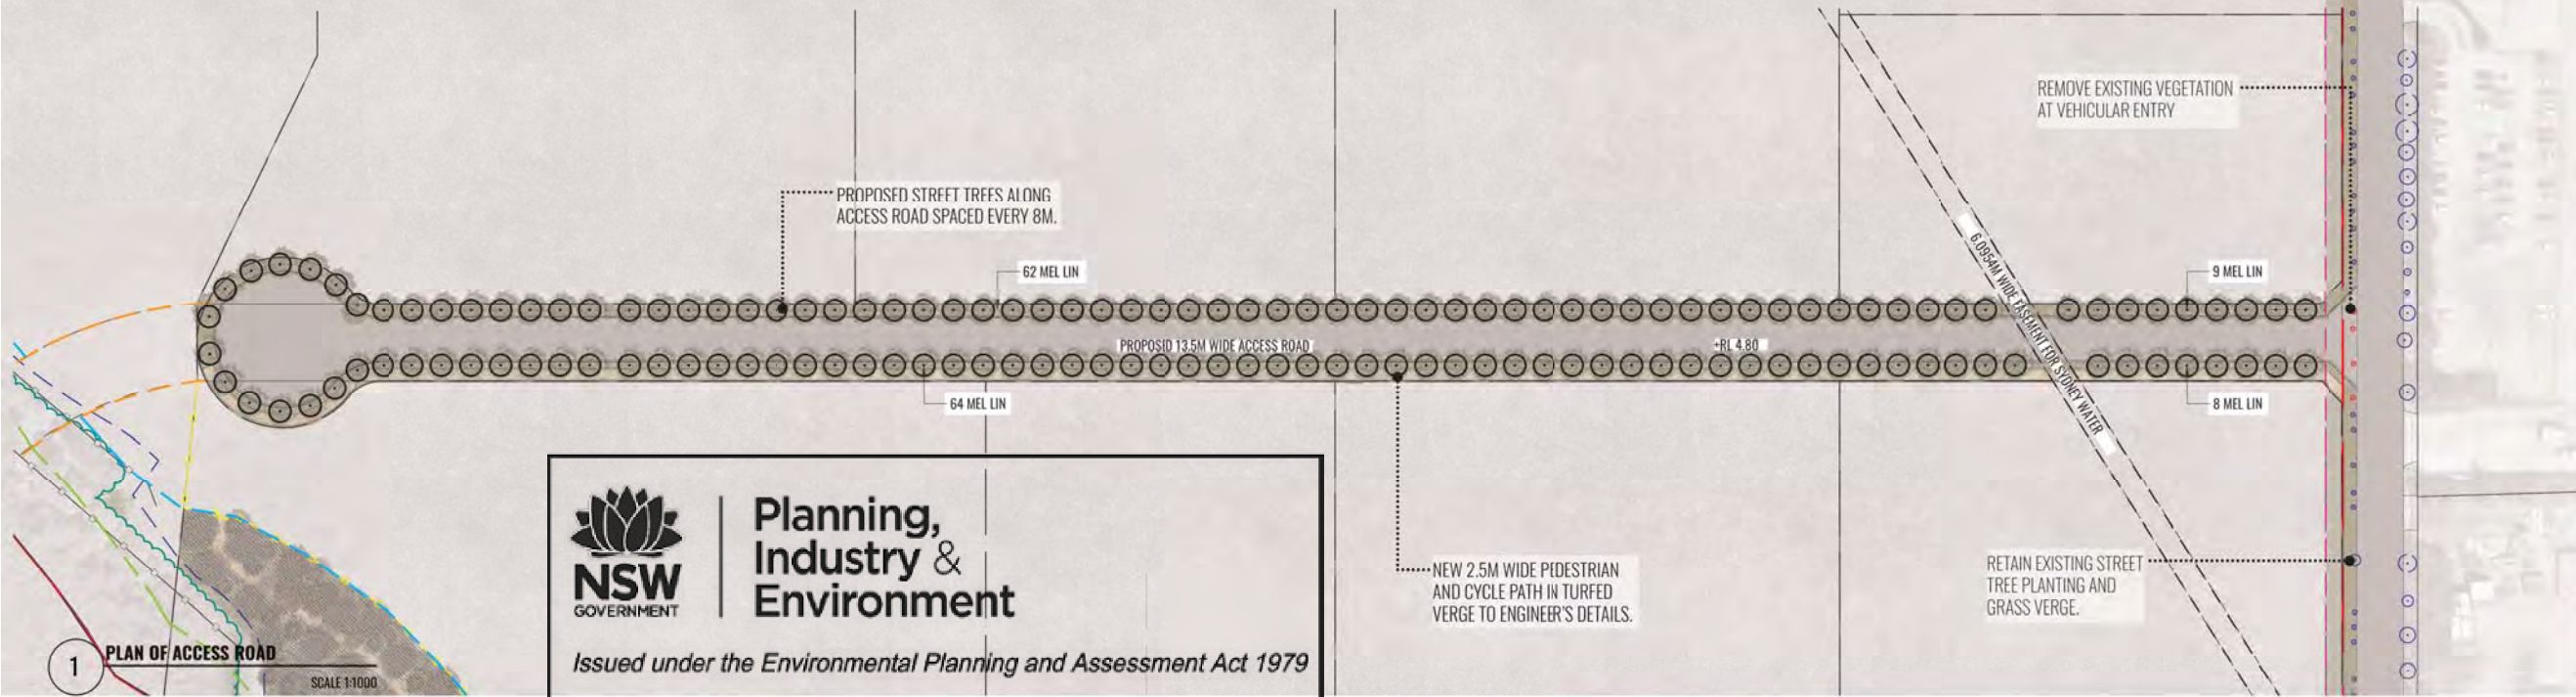 REMOVE EXISTING VEGETATION
AT VEHICULAR ENTRY
PROPOSED STREET TREES ALONG
ACCESS ROAD SPACED EVERY 8M.
62 MEL LIN
9 MEL LIN
6.0954M WIDE EASEMENT FOR SYDNEY WATER
PROPOSED 13.5M WIDE ACCESS ROAD
+RL 4.80
64 MEL LIN
8 MEL LIN
NEW 2.5M WIDE PEDESTRIAN
AND CYCLE PATH IN TURFED
VERGE TO ENGINEER'S DETAILS.
RETAIN EXISTING STREET
TREE PLANTING AND
GRASS VERGE.
NSW
GOVERNMENT
Planning,
Industry &
Environment
Issued under the Environmental Planning and Assessment Act 1979
1
PLAN OF ACCESS ROAD
SCALE 1:1000